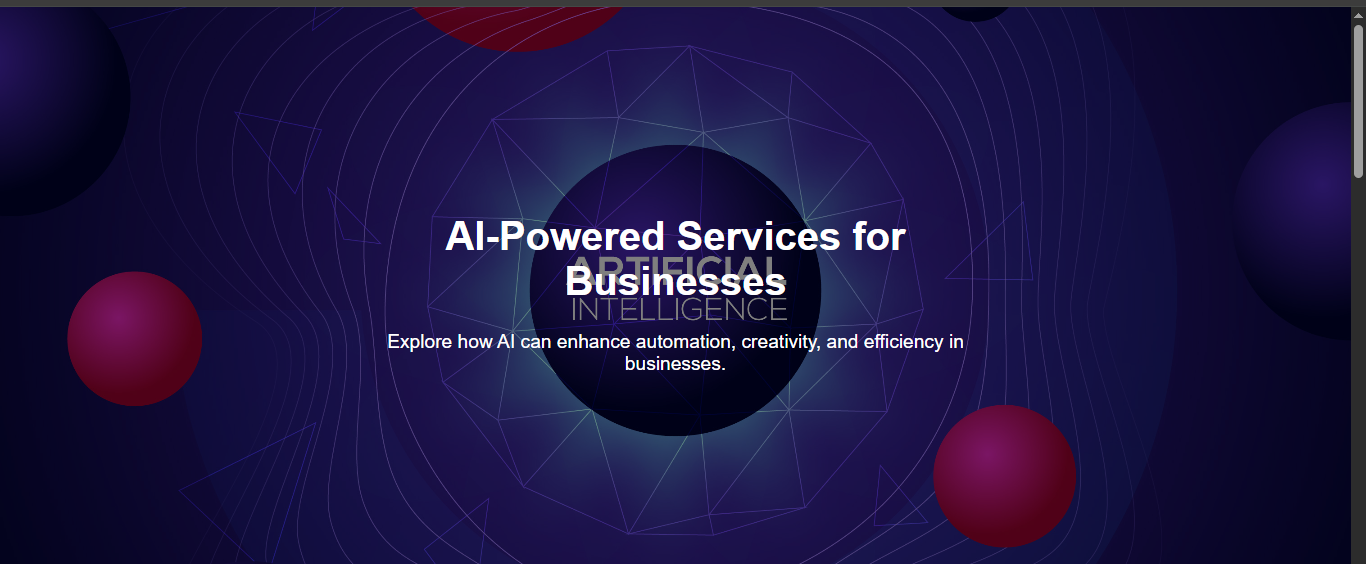 AI-Powered Services for
ARTIFICIAL
Businesses
INTELLIGENCE
Explore how AI can enhance automation, creativity, and efficiency in
businesses.